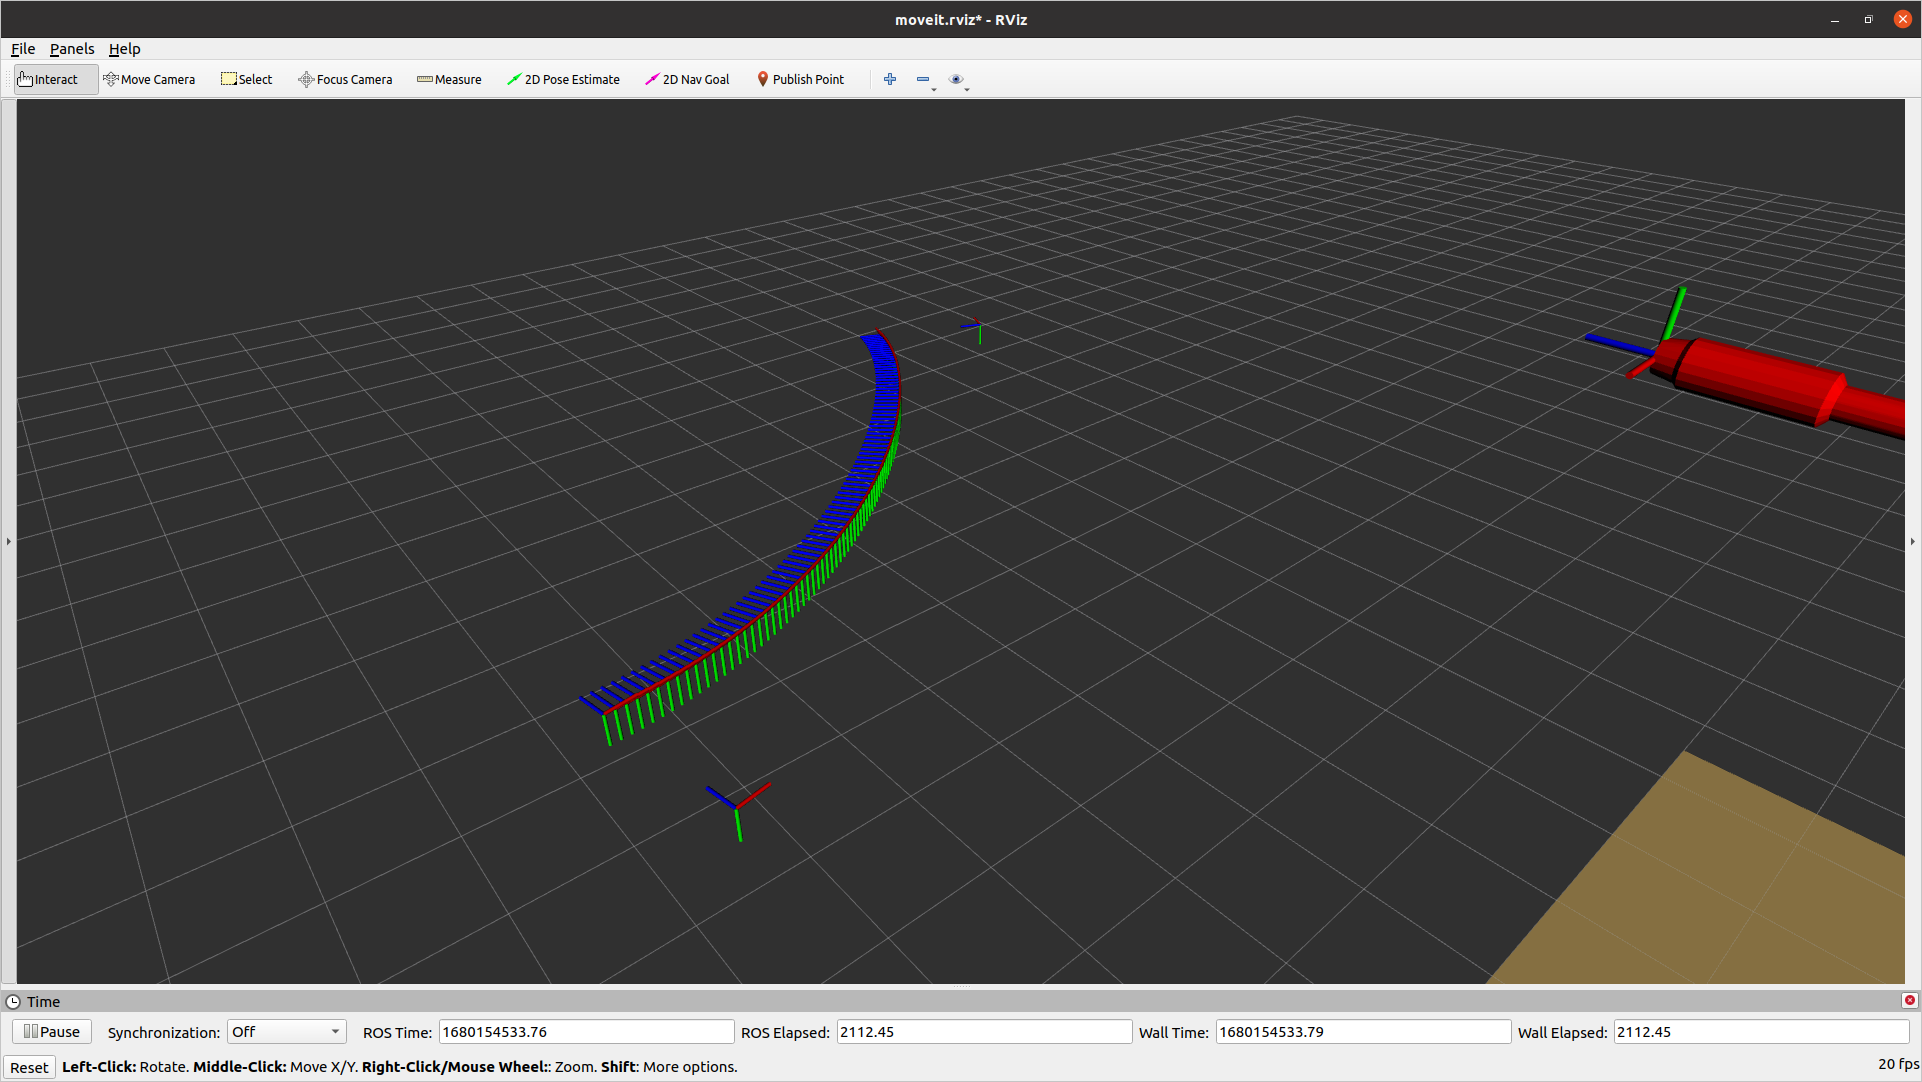 moveit.rviz* - RViz
File Panels Help
Interact Move Camera Select Focus Camera Measure 2D Pose Estimate 2D Nav Goal Publish Point
Time
Pause Synchronization: Off ROS Time: 1680154533.76 ROS Elapsed: 2112.45 Wall Time: 1680154533.79 Wall Elapsed: 2112.45
Reset Left-Click: Rotate. Middle-Click: Move X/Y. Right-Click/Mouse Wheel:: Zoom. Shift: More options. 20 fps